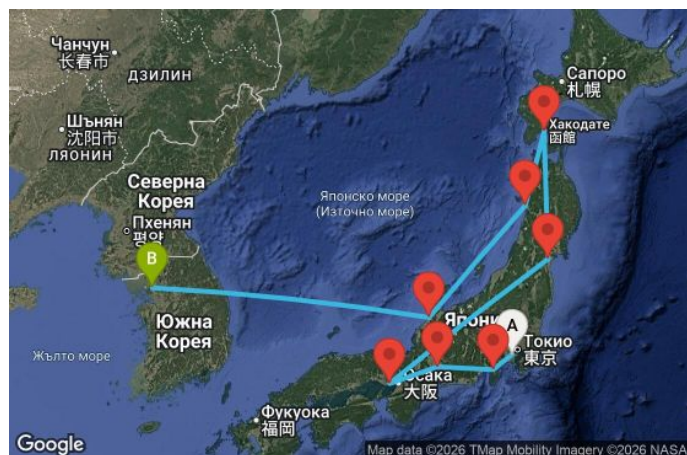 Чанчун
长春市
ДЗИЛИН
Сапоро
札幌
Шънян
沈阳市
ЛЯОНИН
Хакодате
函館
Северна
Корея
Японско море
(Източно море)
Пхенян
평양
B
A
Южна
Корея
Токио
東京
Жълто море
Осака
大阪
Фукуока
福岡
Google
Map data ©2026 TMap Mobility Imagery ©2026 NASA